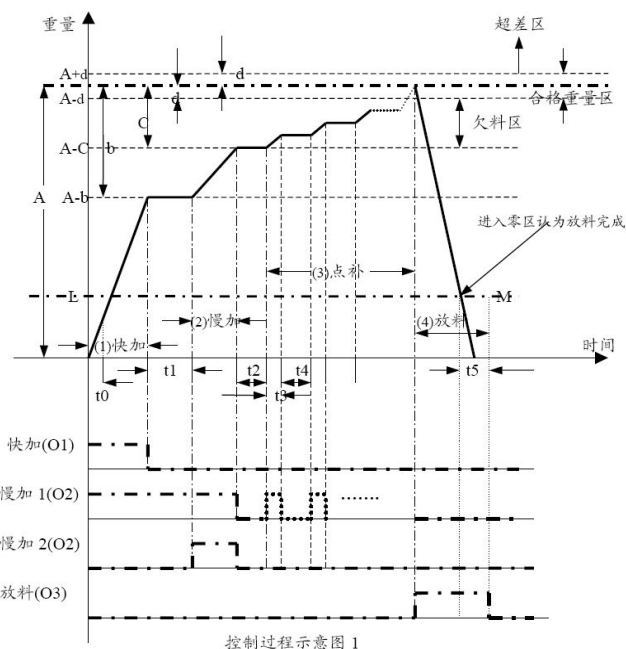 重量
超差区
A+d
d
A-d
d
合格重量区
C
欠料区
b
A-C
A
A-b
进入零区认为放料完成
(3)点补
L
M
(2)慢加
(4)放料
(1)快加
时间
t1
t2
t4
t5
t0
t3
快加(O1)
慢加 1(O2)
慢加 2(O2)
放料(O3)
控制过程示意图 1